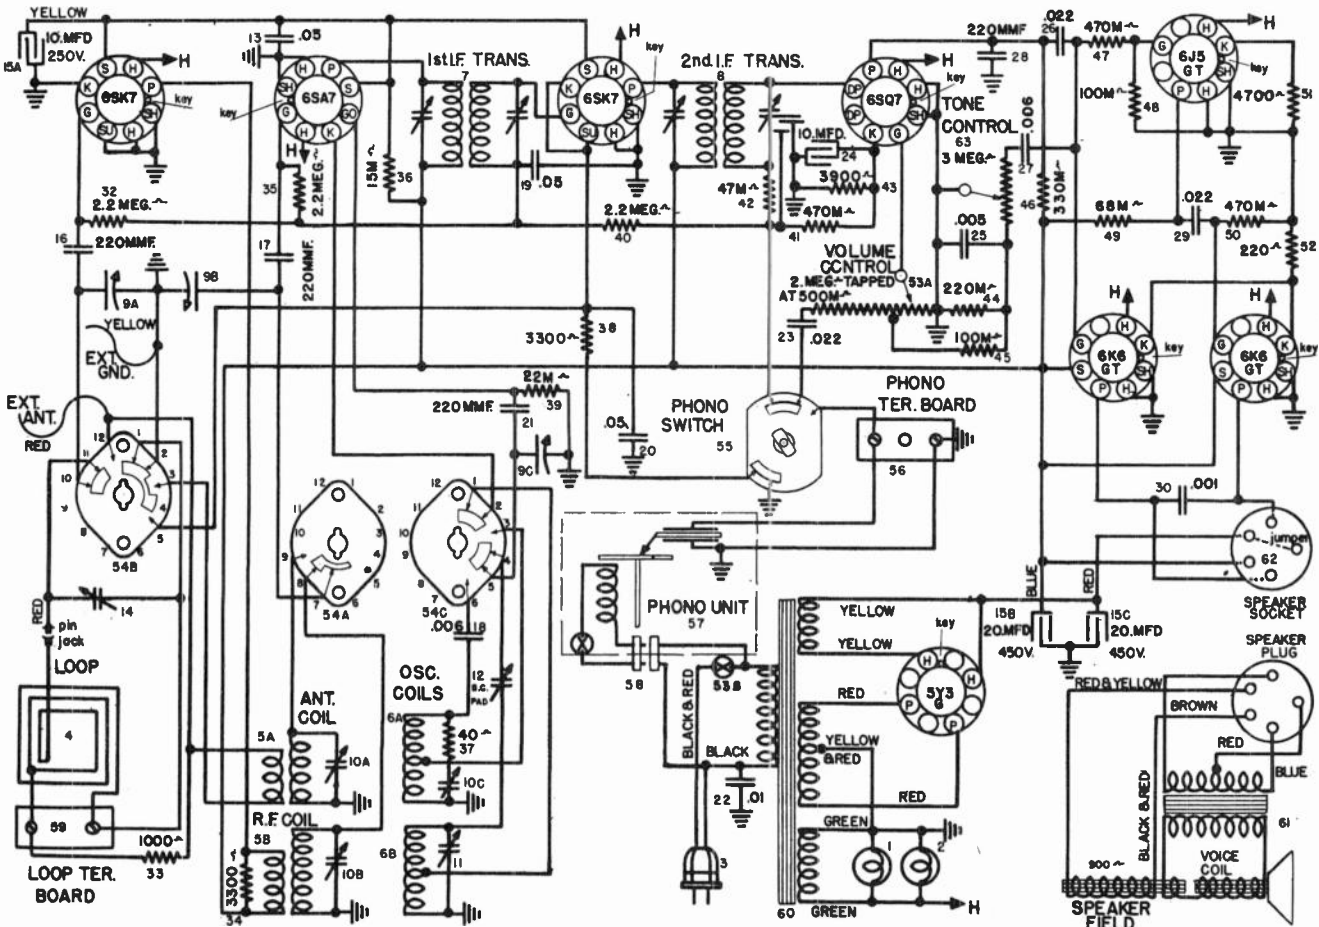 YELLOW
10.MFD
250V.
15A
6SK7
key
H
13
.05
6SA7
key
H
1st I.F. TRANS.
7
6SK7
key
H
2nd I.F. TRANS.
8
6SQ7
key
H
220MMF
28
.022
26
470M~
47
6J5
GT
key
H
100M~
48
4700~
TONE
CONTROL
63
3 MEG.~
.006
27
10.MFD.
24
3900~
43
15M~
36
19
.05
47M~
42
330M~
46
32
2.2 MEG.~
35
2.2 MEG.~
2.2 MEG.~
40
470M~
41
.005
25
68M~
49
.022
29
470M~
50
220~
52
16
220MMF.
17
220MMF.
9A
9B
YELLOW
EXT.
GND.
VOLUME
CONTROL
2. MEG.~TAPPED
AT 500M~
53A
220M~
44
100M~
45
23
.022
3300~
38
6K6
GT
key
H
6K6
GT
key
H
EXT.
ANT.
RED
220MMF.
21
22M~
39
9C
.05
20
PHONO
SWITCH
55
PHONO
TER. BOARD
56
30
.001
jumper
62
SPEAKER
SOCKET
54B
14
RED
pin
jack
LOOP
4
59
LOOP TER.
BOARD
1000~
33
54A
54C
.006
18
12
B.C.
PAD
OSC.
COILS
6A
40~
37
10C
6B
11
ANT.
COIL
5A
10A
R.F. COIL
5B
10B
3300~
34
PHONO UNIT
57
58
53B
BLACK & RED
BLACK
22
.01
3
60
YELLOW
YELLOW
RED
YELLOW
& RED
RED
GREEN
GREEN
1
2
H
key
5Y3
G
BLUE
RED
15B
20.MFD
450V.
15C
20.MFD
450V.
SPEAKER
PLUG
RED & YELLOW
BROWN
RED
BLUE
BLACK & RED
61
900~
VOICE
COIL
SPEAKER
FIELD